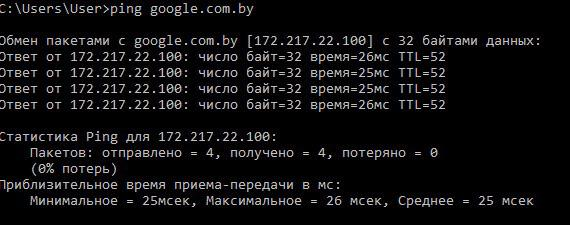 C:\Users\User>ping google.com.by
Обмен пакетами с google.com.by [172.217.22.100] с 32 байтами данных:
Ответ от 172.217.22.100: число байт=32 время=26мс TTL=52
Ответ от 172.217.22.100: число байт=32 время=25мс TTL=52
Ответ от 172.217.22.100: число байт=32 время=25мс TTL=52
Ответ от 172.217.22.100: число байт=32 время=26мс TTL=52
Статистика Ping для 172.217.22.100:
Пакетов: отправлено = 4, получено = 4, потеряно = 0
(0% потерь)
Приблизительное время приема-передачи в мс:
Минимальное = 25мсек, Максимальное = 26 мсек, Среднее = 25 мсек